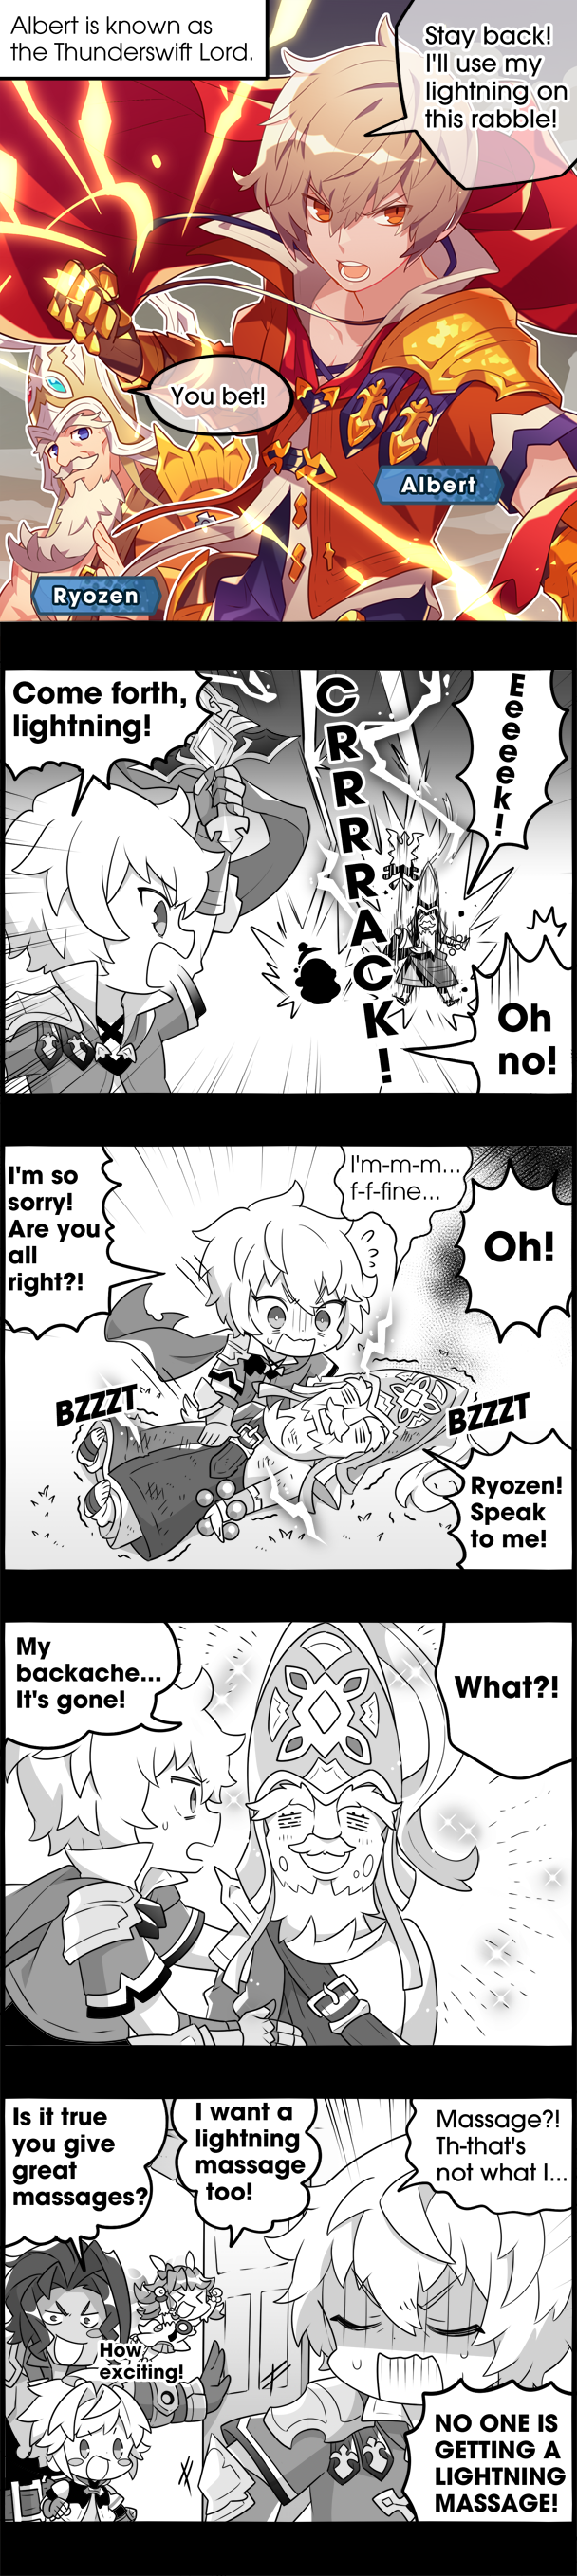 Albert is known as
the Thunderswift Lord.
Stay back!
I'll use my
lightning on
this rabble!
You bet!
Albert
Ryozen
Come forth,
lightning!
CRRRRACK!
Eeeeeek!
Oh
no!
I'm so
sorry!
Are you
all
right?!
I'm-m-m...
f-f-fine...
Oh!
BZZZT
BZZZT
Ryozen!
Speak
to me!
My
backache...
It's gone!
What?!
Is it true
you give
great
massages?
I want a
lightning
massage
too!
Massage?!
Th-that's
not what I...
How
exciting!
NO ONE IS
GETTING A
LIGHTNING
MASSAGE!